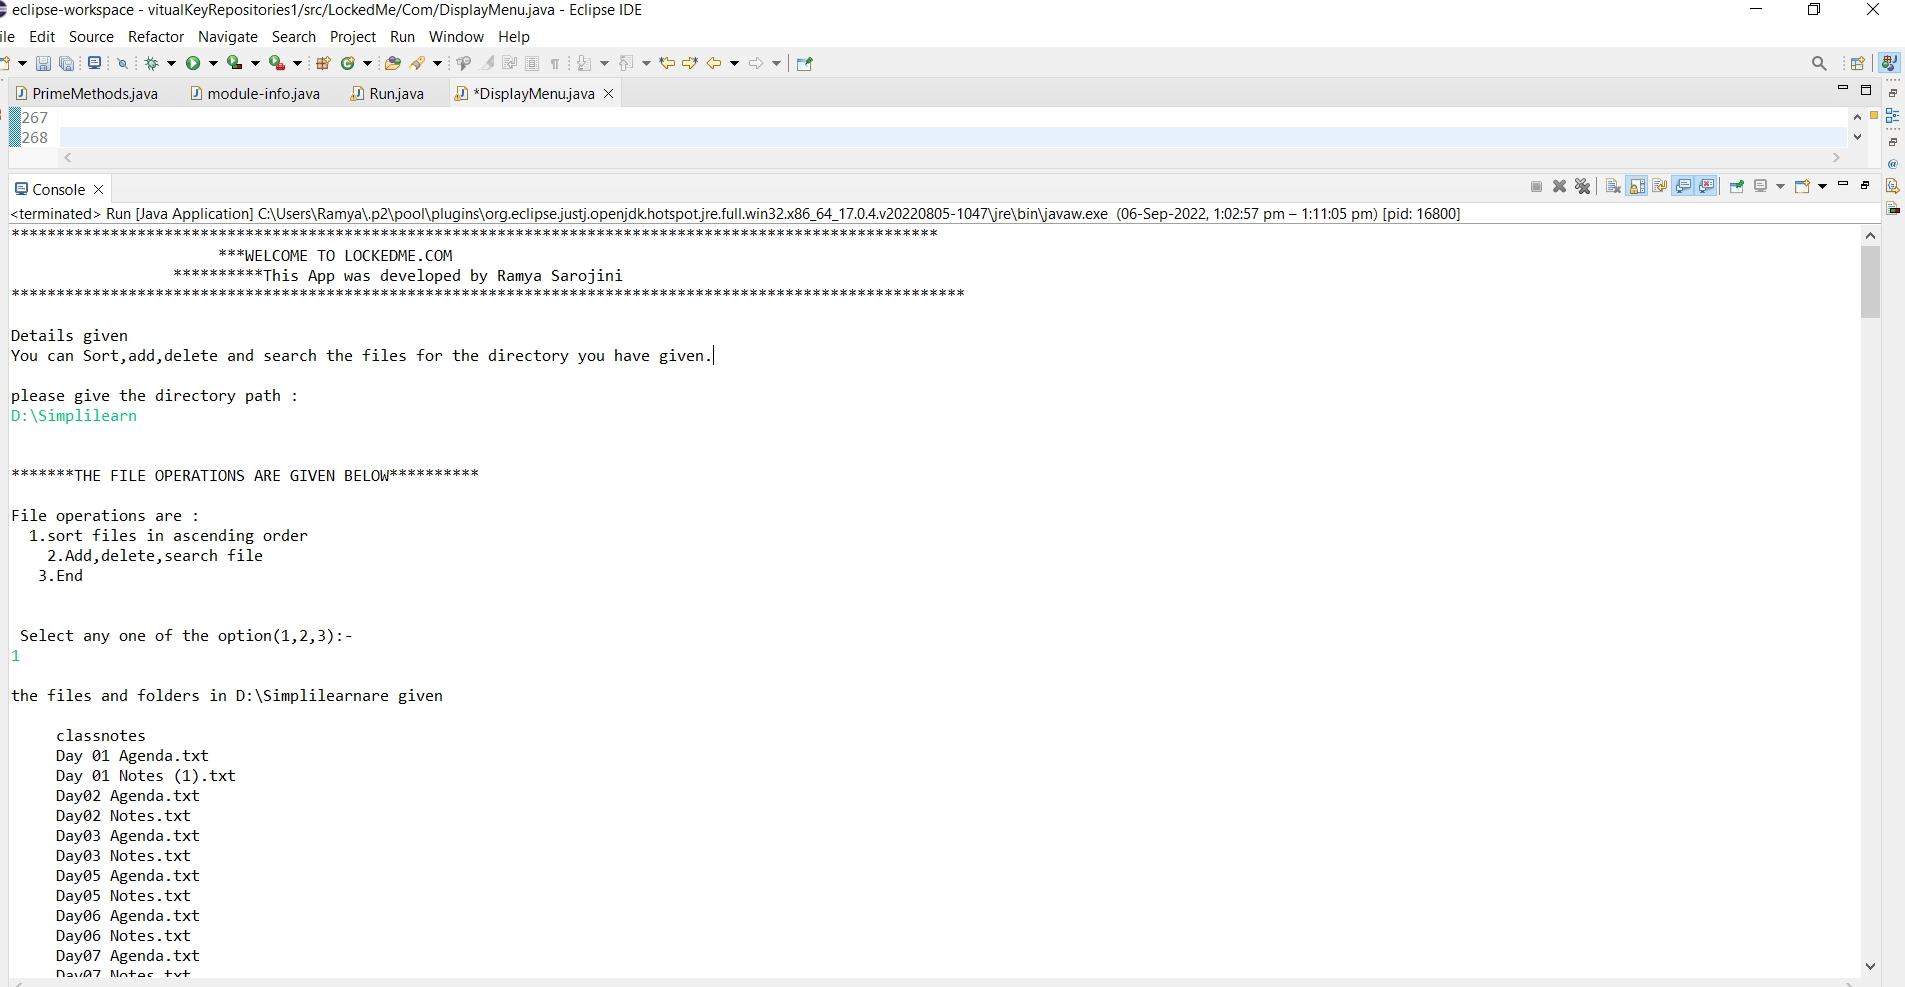 eclipse-workspace - vitualKeyRepositories1/src/LockedMe/Com/DisplayMenu.java - Eclipse IDE
ile Edit Source Refactor Navigate Search Project Run Window Help
PrimeMethods.java module-info.java Run.java *DisplayMenu.java
267
268
Console
<terminated> Run [Java Application] C:\Users\Ramya\.p2\pool\plugins\org.eclipse.justj.openjdk.hotspot.jre.full.win32.x86_64_17.0.4.v20220805-1047\jre\bin\javaw.exe (06-Sep-2022, 1:02:57 pm – 1:11:05 pm) [pid: 16800]
*******************************************************************************************************
***WELCOME TO LOCKEDME.COM
**********This App was developed by Ramya Sarojini
**********************************************************************************************************
Details given
You can Sort,add,delete and search the files for the directory you have given.
please give the directory path :
D:\Simplilearn
*******THE FILE OPERATIONS ARE GIVEN BELOW**********
File operations are :
1.sort files in ascending order
2.Add,delete,search file
3.End
Select any one of the option(1,2,3):-
1
the files and folders in D:\Simplilearnare given
classnotes
Day 01 Agenda.txt
Day 01 Notes (1).txt
Day02 Agenda.txt
Day02 Notes.txt
Day03 Agenda.txt
Day03 Notes.txt
Day05 Agenda.txt
Day05 Notes.txt
Day06 Agenda.txt
Day06 Notes.txt
Day07 Agenda.txt
Day07 Notes.txt